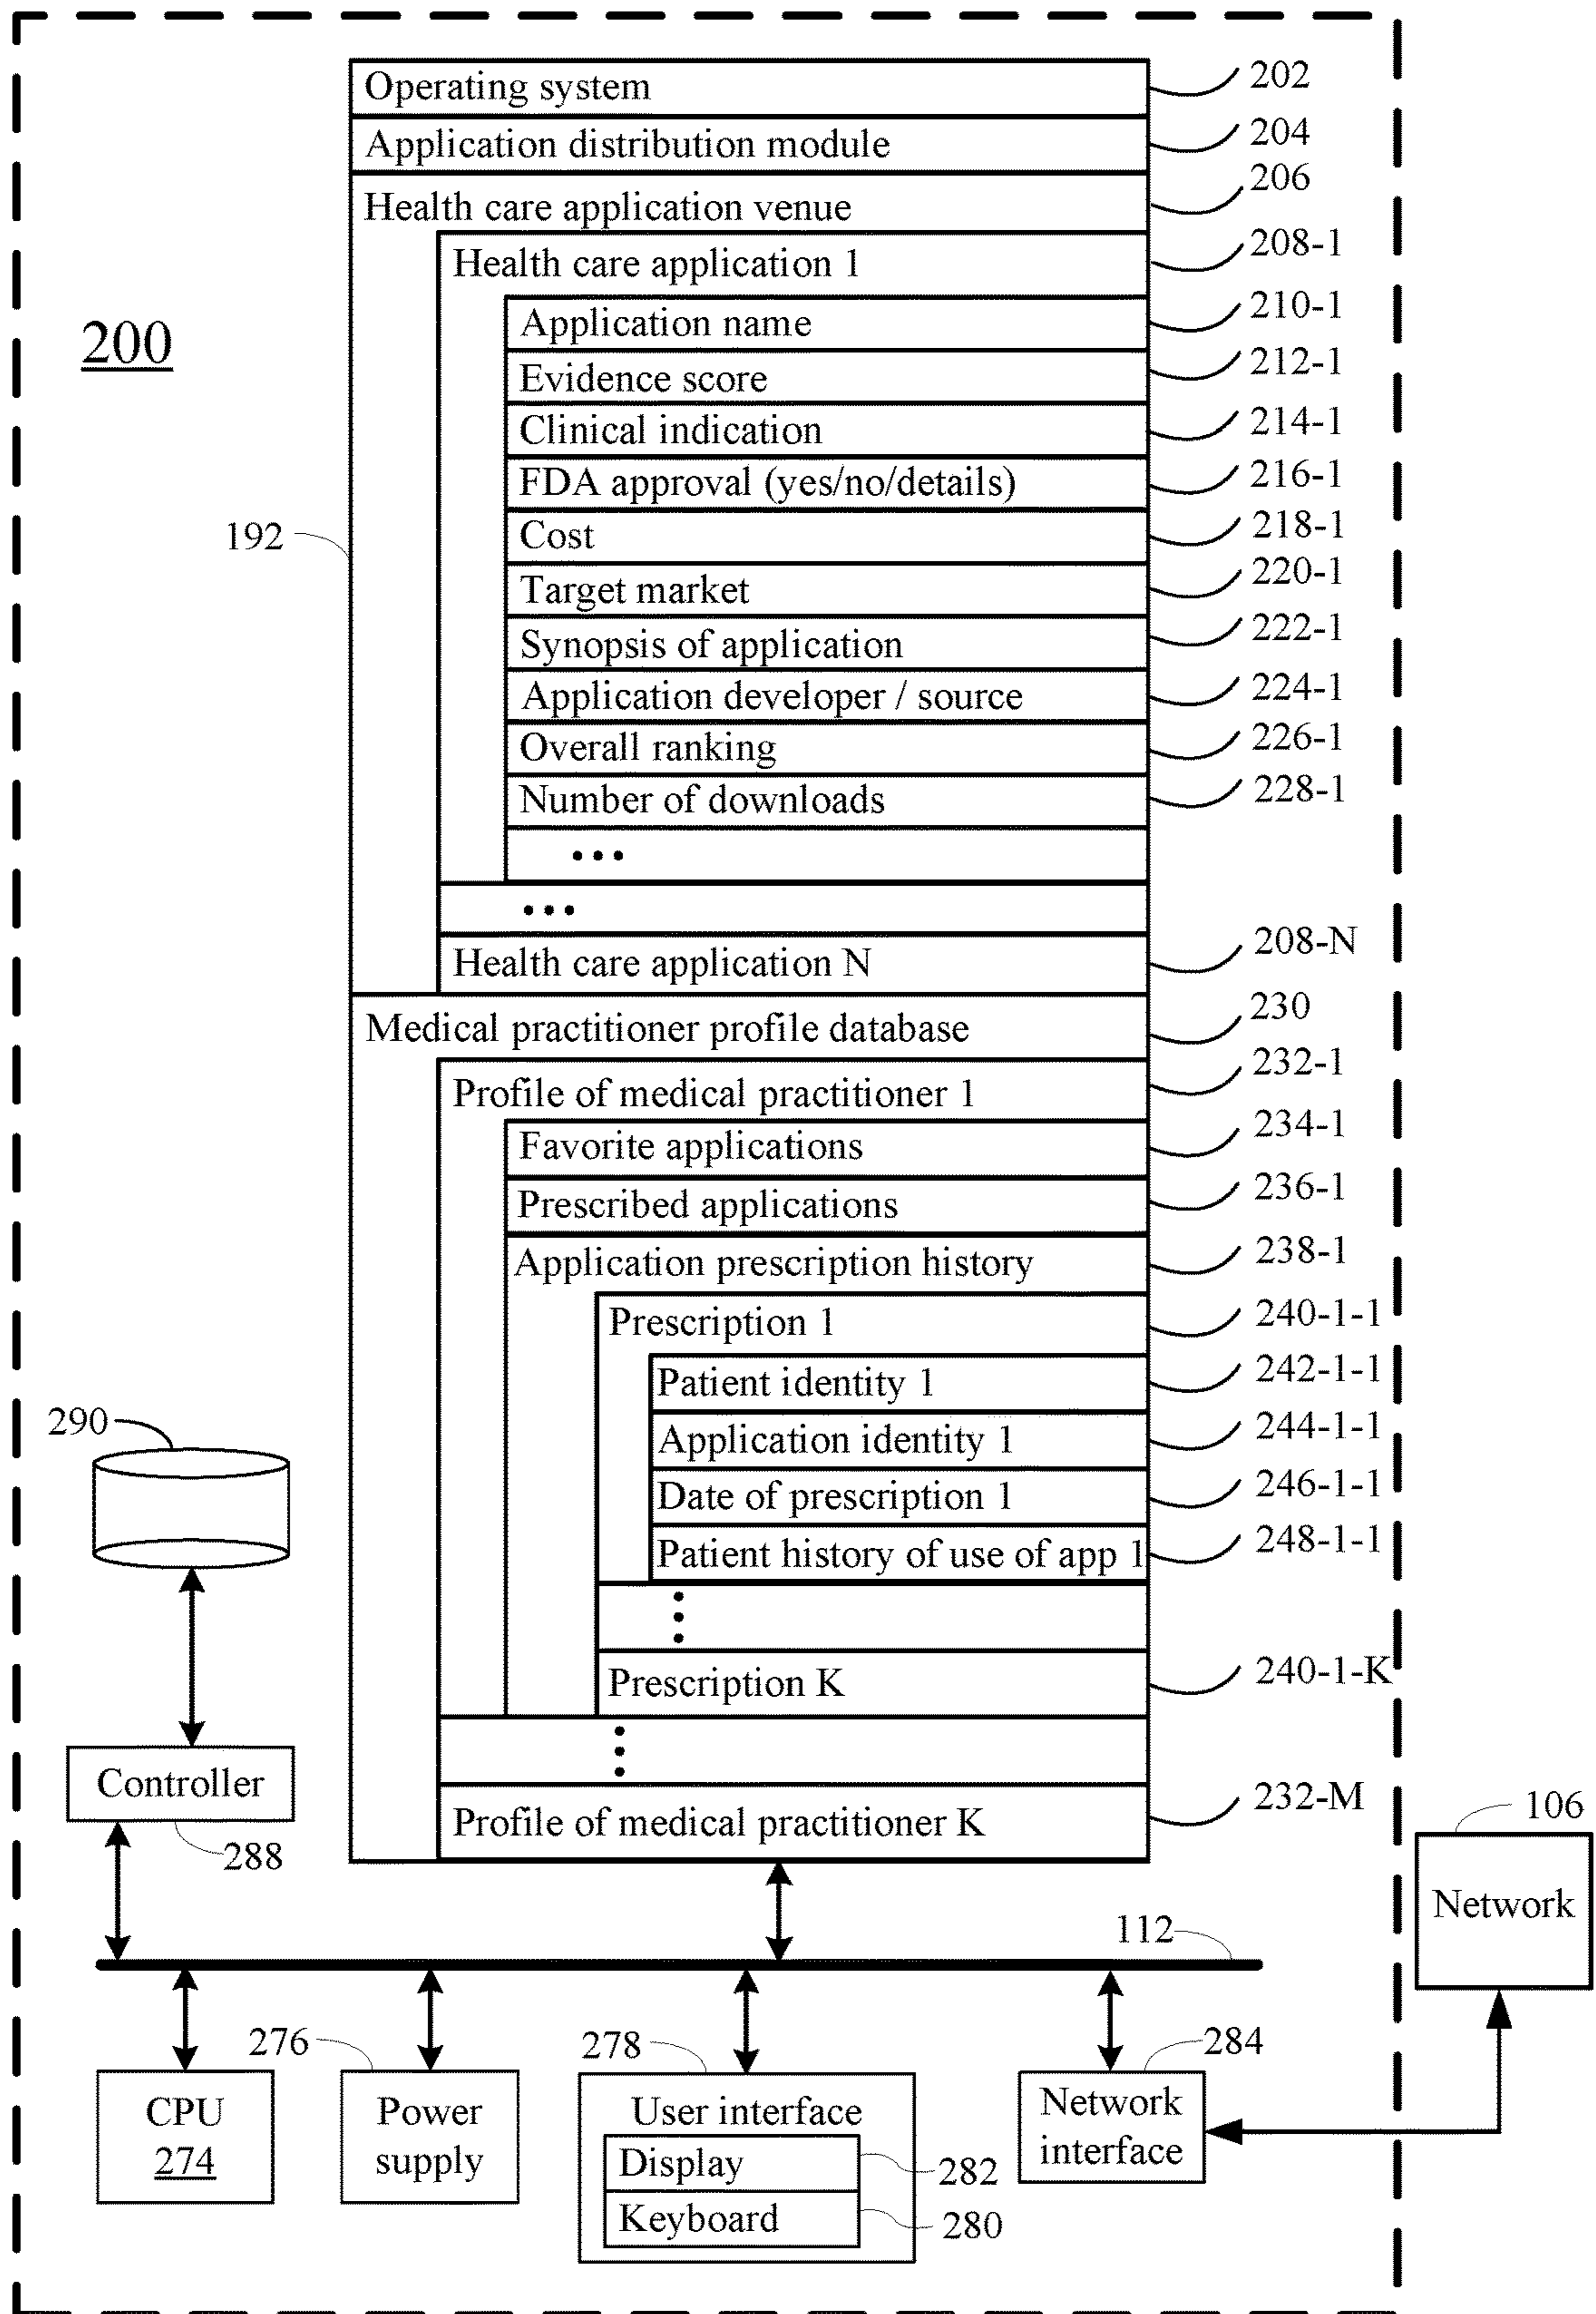 Operating system 202
Application distribution module 204
Health care application venue 206
Health care application 1 208-1
Application name 210-1
200
Evidence score 212-1
Clinical indication 214-1
FDA approval (yes/no/details) 216-1
192
Cost 218-1
Target market 220-1
Synopsis of application 222-1
Application developer / source 224-1
Overall ranking 226-1
Number of downloads 228-1
•••
•••
Health care application N 208-N
Medical practitioner profile database 230
Profile of medical practitioner 1 232-1
Favorite applications 234-1
Prescribed applications 236-1
Application prescription history 238-1
Prescription 1 240-1-1
Patient identity 1 242-1-1
290
Application identity 1 244-1-1
Date of prescription 1 246-1-1
Patient history of use of app 1 248-1-1
Prescription K 240-1-K
Controller
288
Profile of medical practitioner K 232-M
106
Network
112
276
278
284
CPU
274
Power
supply
User interface
Display
282
Keyboard
280
Network
interface